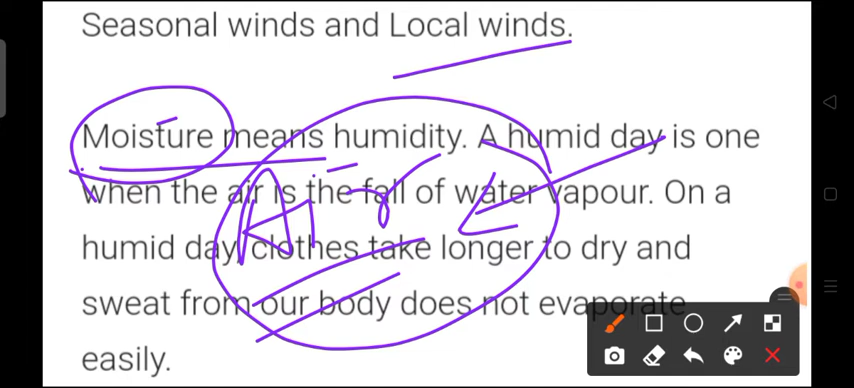 Seasonal winds and Local winds.
Moisture means humidity. A humid day is one
when the air is the fall of water vapour. On a
Air
humid day, clothes take longer to dry and
sweat from our body does not evaporate
easily.